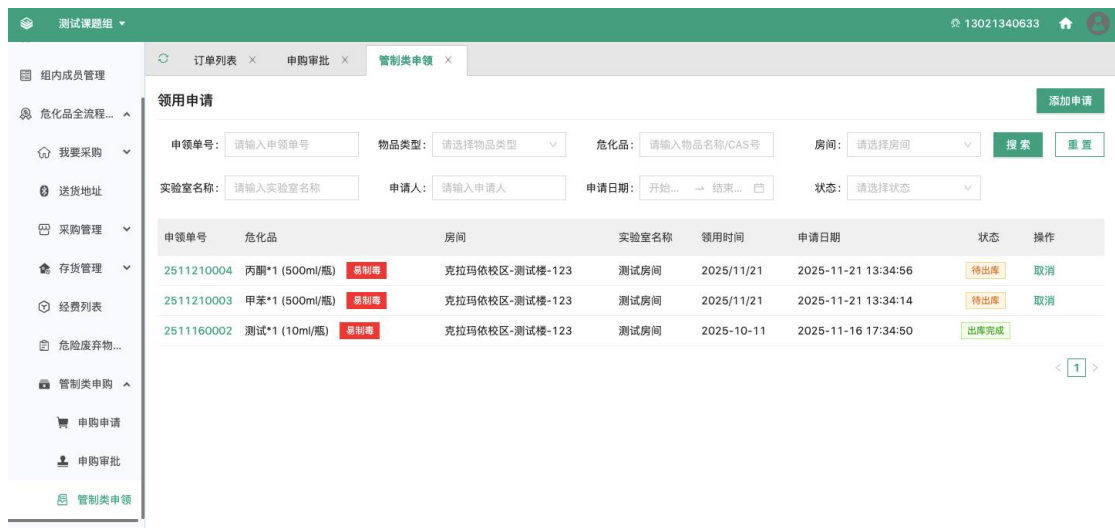 测试课题组 13021340633
组内成员管理
危化品全流程...
我要采购
送货地址
采购管理
存货管理
经费列表
危险废弃物...
管制类申购
申购申请
申购审批
管制类申领
订单列表 申购审批 管制类申领
领用申请 添加申请
申领单号: 请输入申领单号 物品类型: 请选择物品类型 危化品: 请输入物品名称/CAS号 房间: 请选择房间 搜索 重置
实验室名称: 请输入实验室名称 申请人: 请输入申请人 申请日期: 开始... → 结束... 状态: 请选择状态
申领单号 危化品 房间 实验室名称 领用时间 申请日期 状态 操作
2511210004 丙酮*1 (500ml/瓶) 易制毒 克拉玛依校区-测试楼-123 测试房间 2025/11/21 2025-11-21 13:34:56 待出库 取消
2511210003 甲苯*1 (500ml/瓶) 易制毒 克拉玛依校区-测试楼-123 测试房间 2025/11/21 2025-11-21 13:34:14 待出库 取消
2511160002 测试*1 (10ml/瓶) 易制毒 克拉玛依校区-测试楼-123 测试房间 2025-10-11 2025-11-16 17:34:50 出库完成
< 1 >